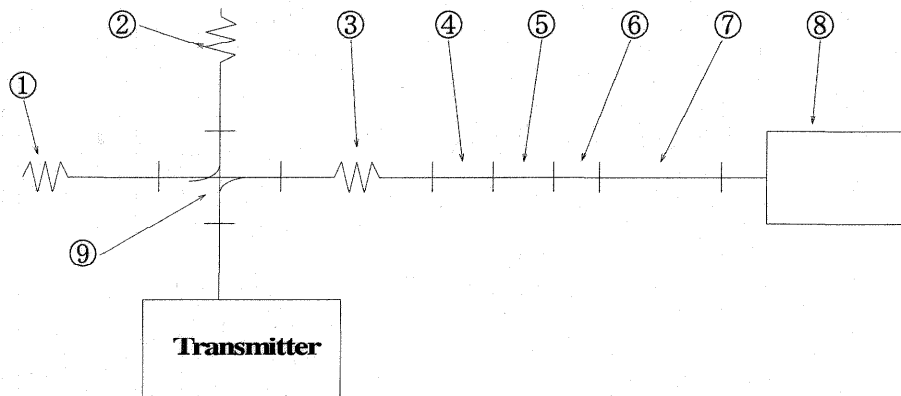 ② ③ ④ ⑤ ⑥ ⑦ ⑧
①
⑨
Transmitter